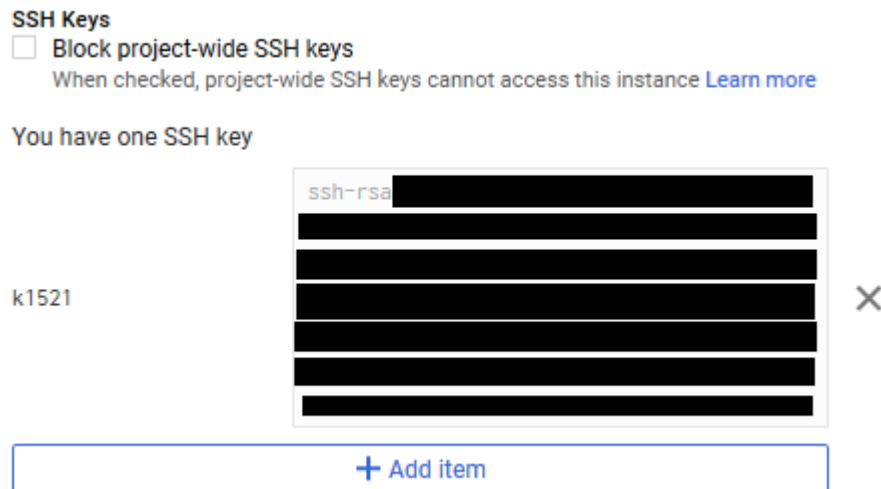 SSH Keys
Block project-wide SSH keys
When checked, project-wide SSH keys cannot access this instance Learn more
You have one SSH key
ssh-rsa
k1521
+ Add item